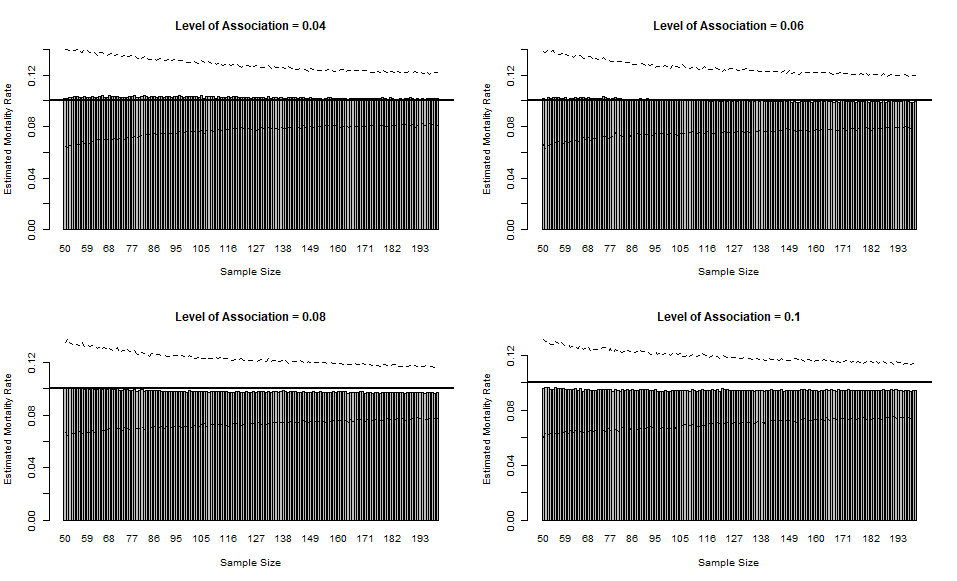 Level of Association = 0.04
Estimated Mortality Rate
0.00 0.04 0.08 0.12
50 59 68 77 86 95 105 116 127 138 149 160 171 182 193
Sample Size
Level of Association = 0.06
Estimated Mortality Rate
0.00 0.04 0.08 0.12
50 59 68 77 86 95 105 116 127 138 149 160 171 182 193
Sample Size
Level of Association = 0.08
Estimated Mortality Rate
0.00 0.04 0.08 0.12
50 59 68 77 86 95 105 116 127 138 149 160 171 182 193
Sample Size
Level of Association = 0.1
Estimated Mortality Rate
0.00 0.04 0.08 0.12
50 59 68 77 86 95 105 116 127 138 149 160 171 182 193
Sample Size